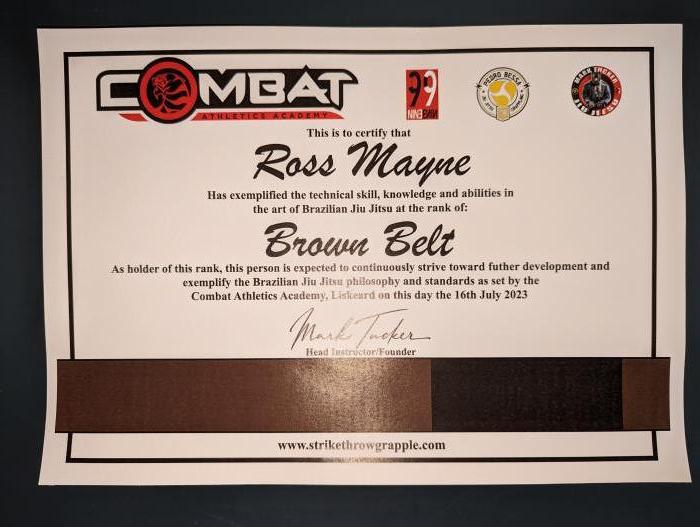 COMBAT
ATHLETICS ACADEMY
PEDRO BESSA
MARK TUCKER
This is to certify that
Ross Mayne
Has exemplified the technical skill, knowledge and abilities in
the art of Brazilian Jiu Jitsu at the rank of:
Brown Belt
As holder of this rank, this person is expected to continuously strive toward futher development and
exemplify the Brazilian Jiu Jitsu philosophy and standards as set by the
Combat Athletics Academy, Liskeard on this day the 16th July 2023
Mark Tucker
Head Instructor/Founder
www.strikethrowgrapple.com